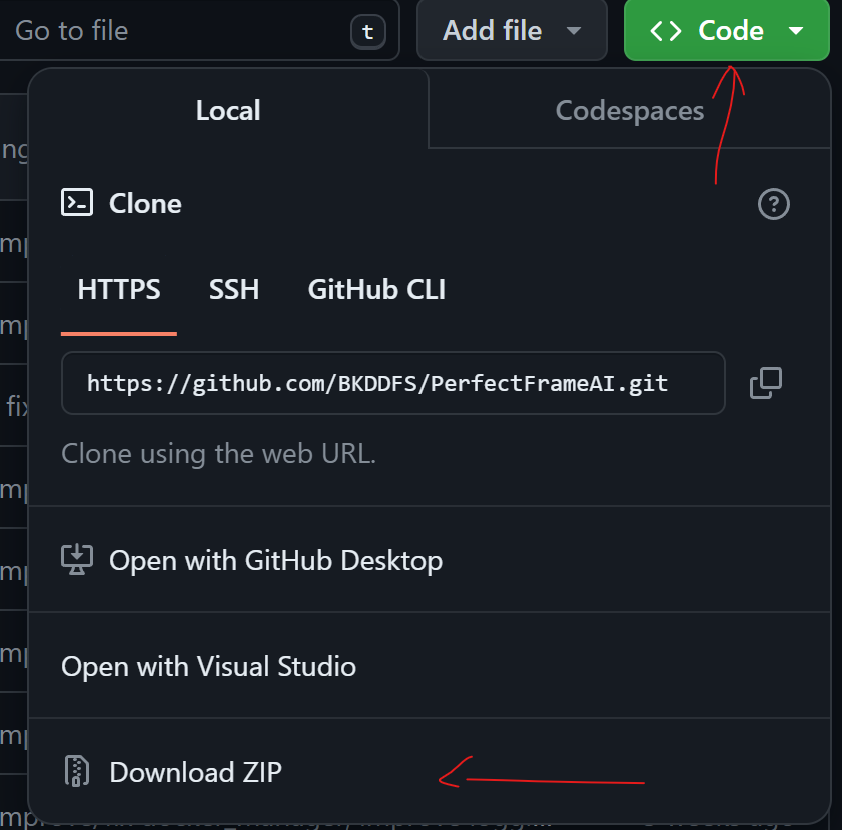 Go to file
t
Add file
<> Code
Local
Codespaces
Clone
HTTPS
SSH
GitHub CLI
https://github.com/BKDDFS/PerfectFrameAI.git
Clone using the web URL.
Open with GitHub Desktop
Open with Visual Studio
Download ZIP